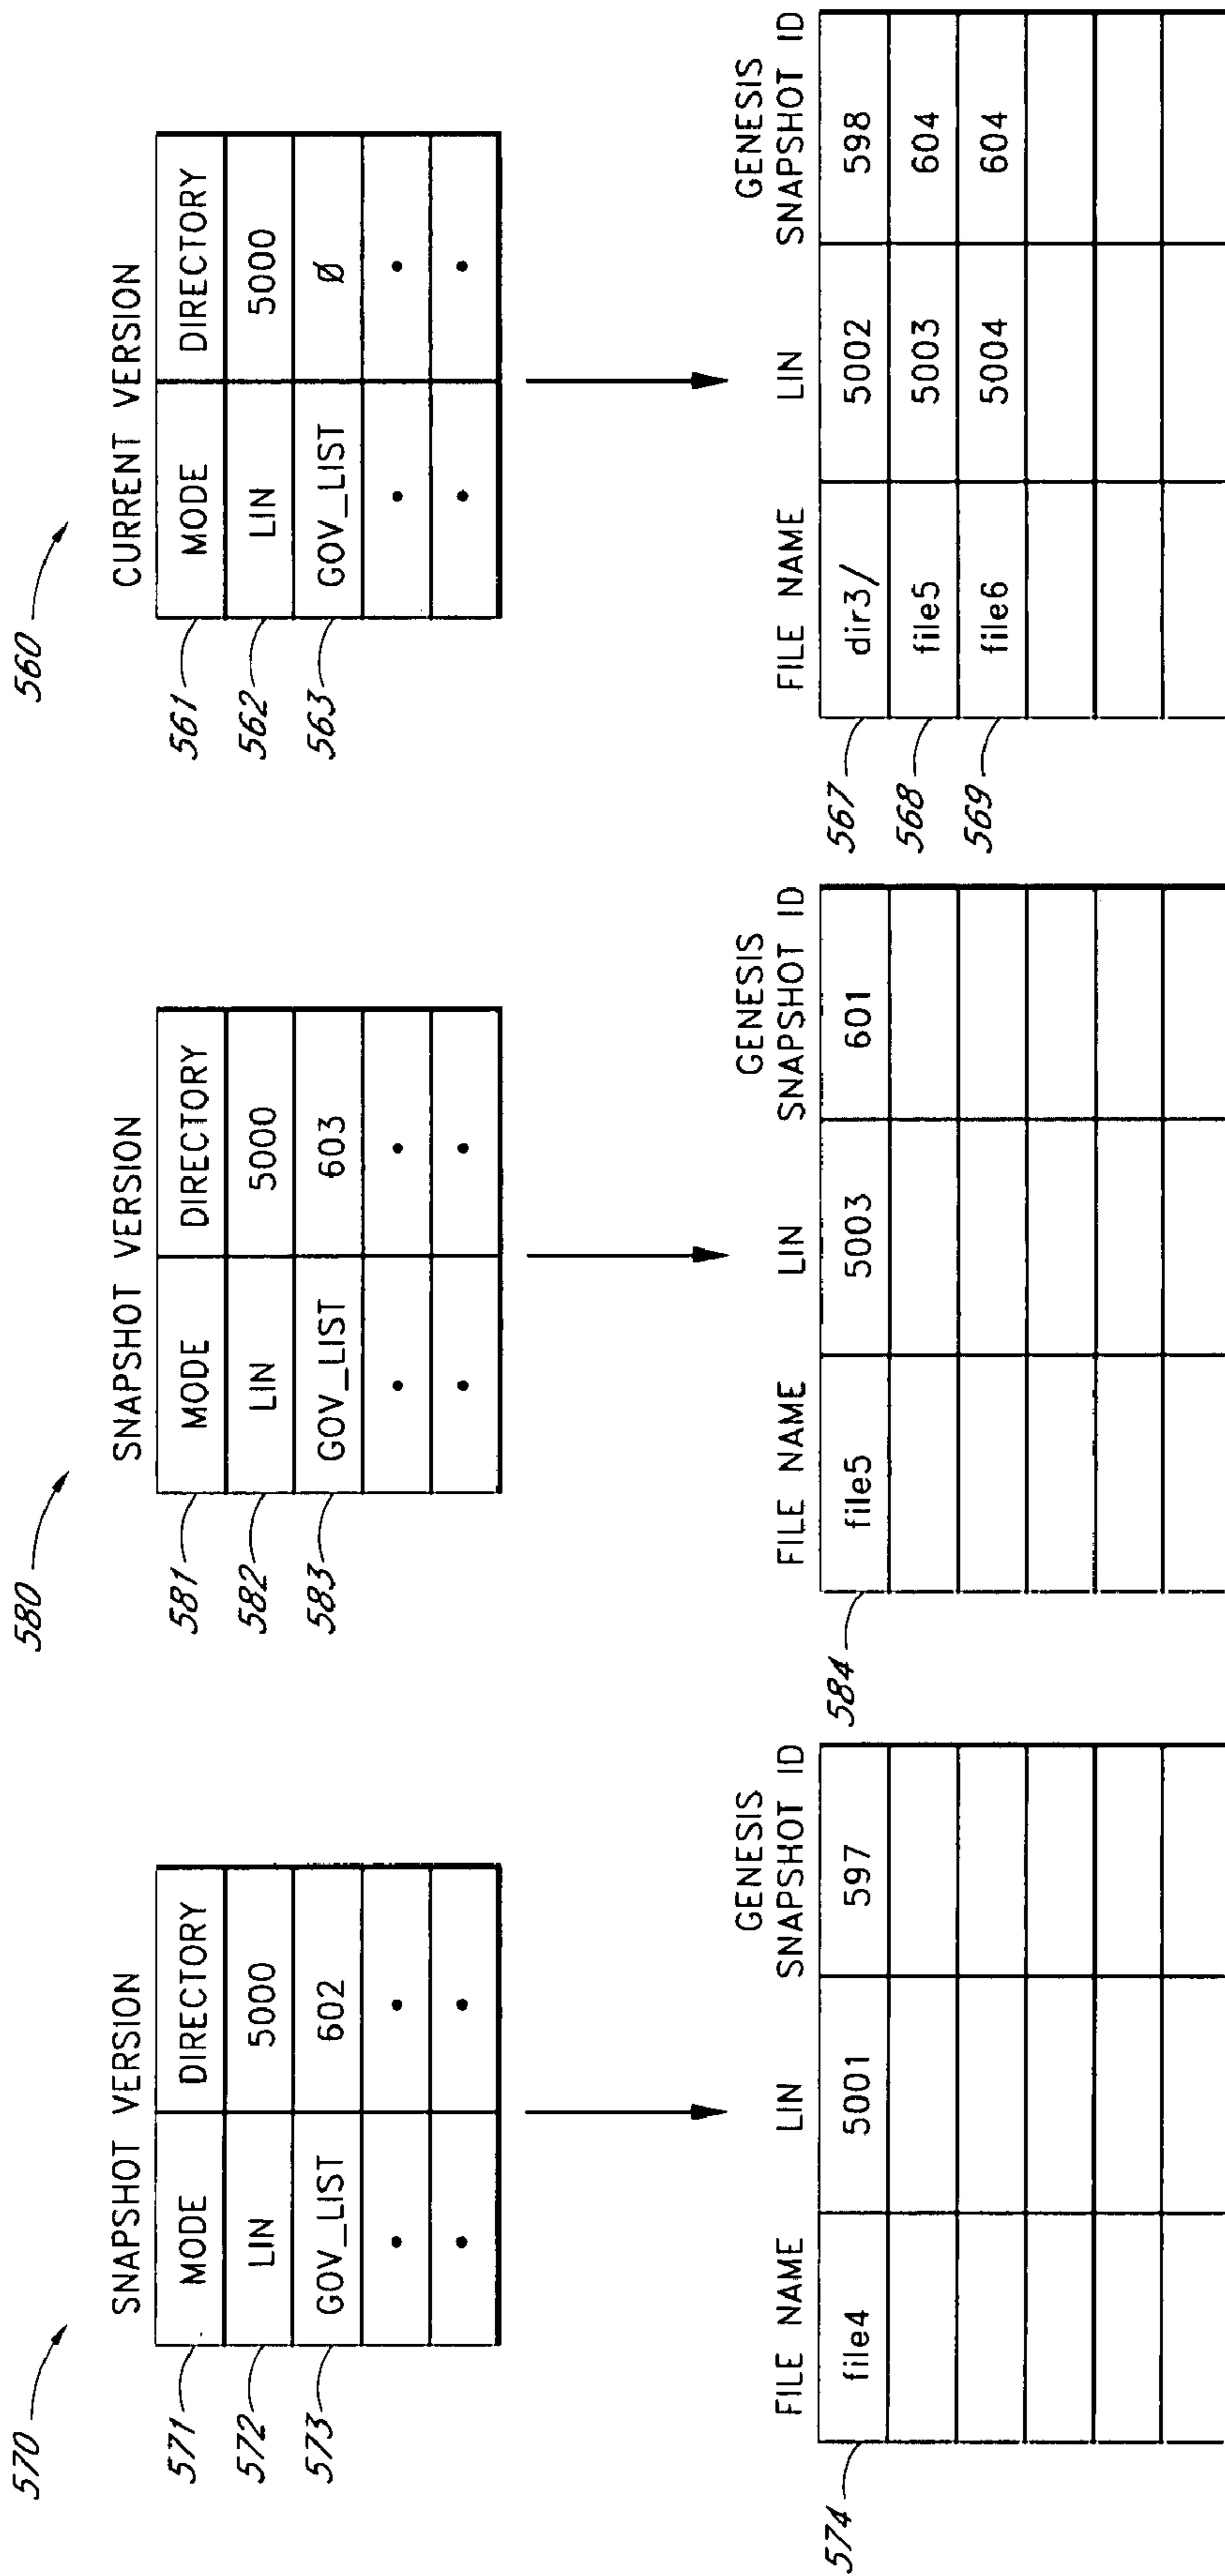 570
SNAPSHOT VERSION
571
MODE DIRECTORY
572
LIN 5000
573
GOV_LIST 602
• •
• •
FILE NAME LIN GENESIS
SNAPSHOT ID
574
file4 5001 597
580
SNAPSHOT VERSION
581
MODE DIRECTORY
582
LIN 5000
583
GOV_LIST 603
• •
• •
FILE NAME LIN GENESIS
SNAPSHOT ID
584
file5 5003 601
560
CURRENT VERSION
561
MODE DIRECTORY
562
LIN 5000
563
GOV_LIST Ø
• •
• •
FILE NAME LIN GENESIS
SNAPSHOT ID
567
dir3/ 5002 598
568
file5 5003 604
569
file6 5004 604